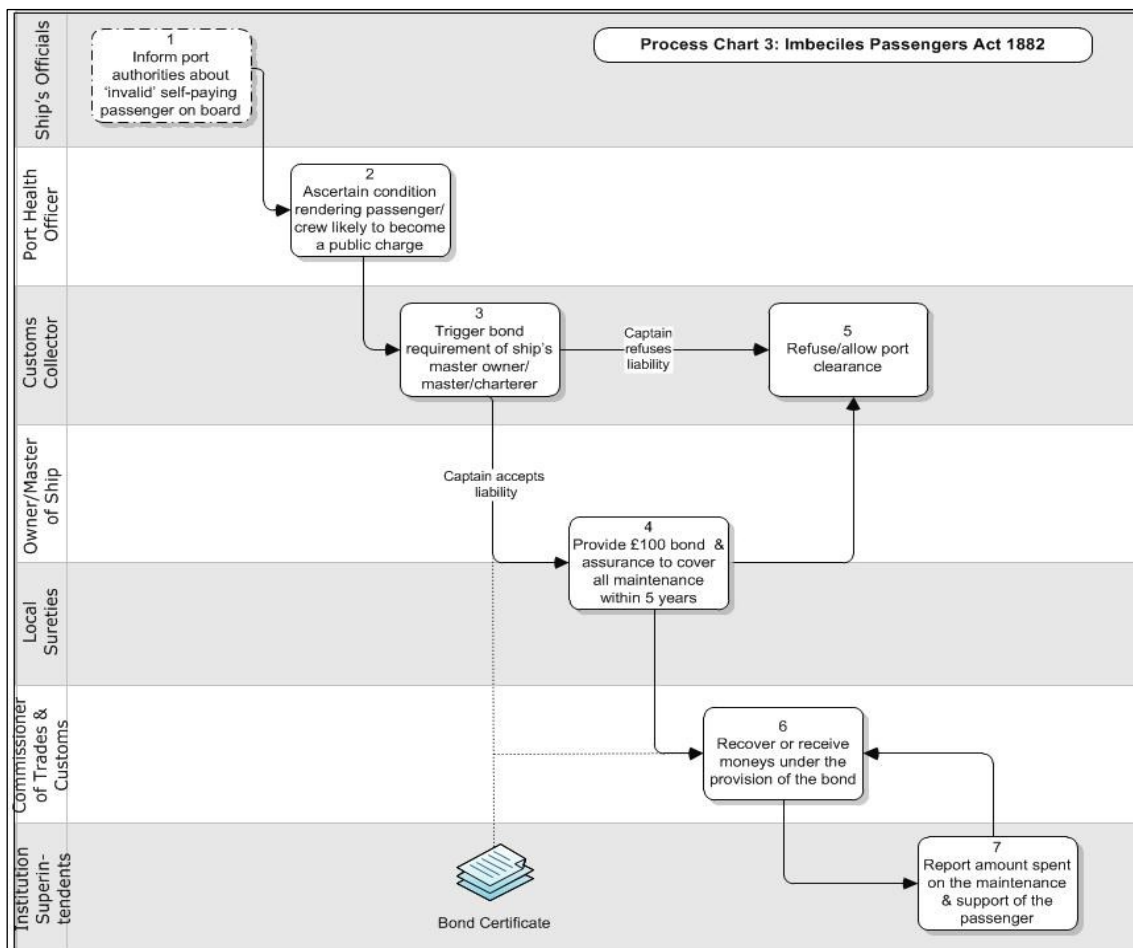 Process Chart 3: Imbeciles Passengers Act 1882
Ship's Officials
1
Inform port
authorities about
‘invalid’ self-paying
passenger on board
Port Health
Officer
2
Ascertain condition
rendering passenger/
crew likely to become
a public charge
Customs
Collector
3
Trigger bond
requirement of ship’s
master owner/
master/charterer
Captain
refuses
liability
5
Refuse/allow port
clearance
Owner/Master
of Ship
Captain accepts
liability
4
Provide £100 bond & 
assurance to cover
all maintenance
within 5 years
Local
Sureties
Commissioner
of Trades &
Customs
6
Recover or receive
moneys under the
provision of the bond
Institution
Superin-
tendents
Bond Certificate
7
Report amount spent
on the maintenance
& support of the
passenger